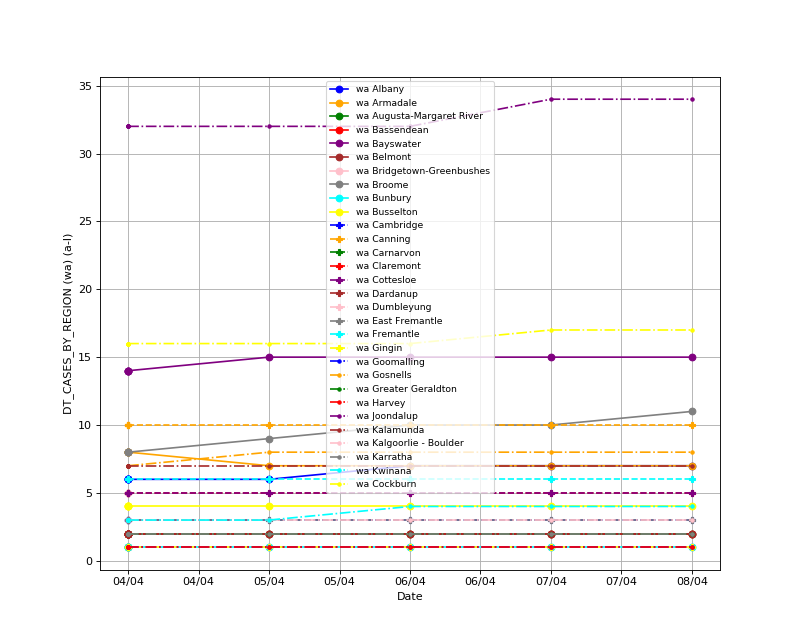 35
30
25
20
15
10
5
0
DT_CASES_BY_REGION (wa) (a-l)
wa Albany
wa Armadale
wa Augusta-Margaret River
wa Bassendean
wa Bayswater
wa Belmont
wa Bridgetown-Greenbushes
wa Broome
wa Bunbury
wa Busselton
wa Cambridge
wa Canning
wa Carnarvon
wa Claremont
wa Cottesloe
wa Dardanup
wa Dumbleyung
wa East Fremantle
wa Fremantle
wa Gingin
wa Goomalling
wa Gosnells
wa Greater Geraldton
wa Harvey
wa Joondalup
wa Kalamunda
wa Kalgoorlie - Boulder
wa Karratha
wa Kwinana
wa Cockburn
04/04 04/04 05/04 05/04 06/04 06/04 07/04 07/04 08/04
Date